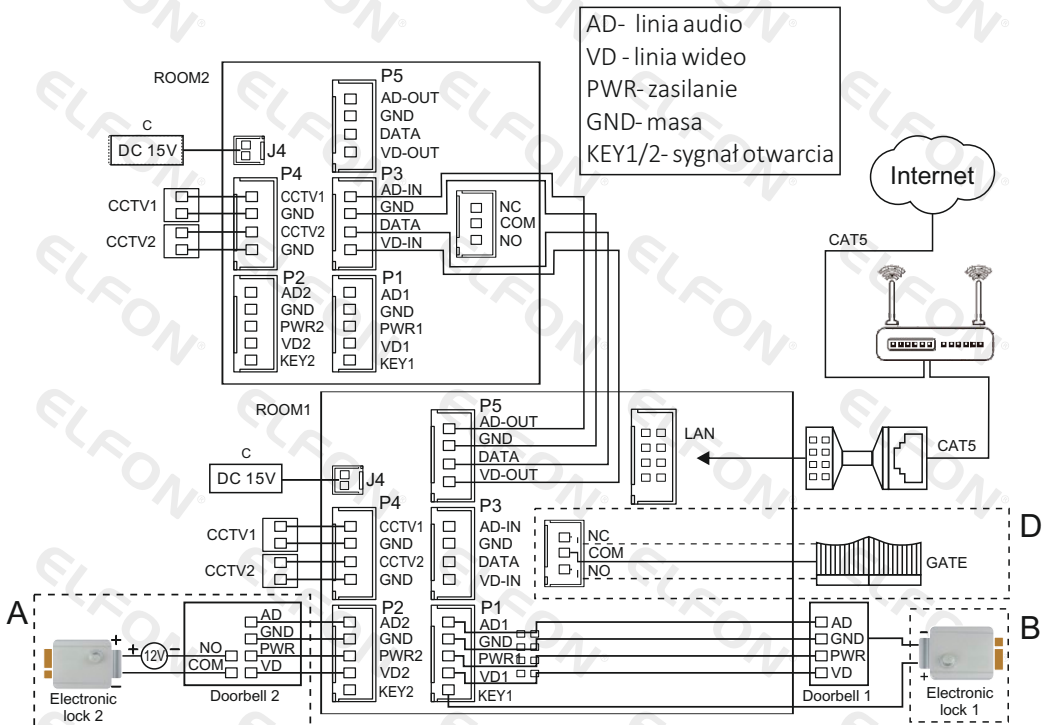 AD- linia audio
VD - linia wideo
PWR- zasilanie
GND- masa
KEY1/2- sygnał otwarcia
ROOM2
C
DC 15V
J4
P5
AD-OUT
GND
DATA
VD-OUT
P4
CCTV1
GND
CCTV2
GND
CCTV1
CCTV2
P3
AD-IN
GND
DATA
VD-IN
NC
COM
NO
P2
AD2
GND
PWR2
VD2
KEY2
P1
AD1
GND
PWR1
VD1
KEY1
Internet
CAT5
CAT5
ROOM1
C
DC 15V
J4
P5
AD-OUT
GND
DATA
VD-OUT
LAN
P4
CCTV1
GND
CCTV2
GND
CCTV1
CCTV2
P3
AD-IN
GND
DATA
VD-IN
NC
COM
NO
GATE
D
A
+
+ 12V -
-
NO
COM
AD
GND
PWR
VD
Doorbell 2
Electronic
lock 2
P2
AD2
GND
PWR2
VD2
KEY2
P1
AD1
GND
PWR1
VD1
KEY1
AD
GND
PWR
VD
Doorbell 1
B
-
+
Electronic
lock 1
ELFON®